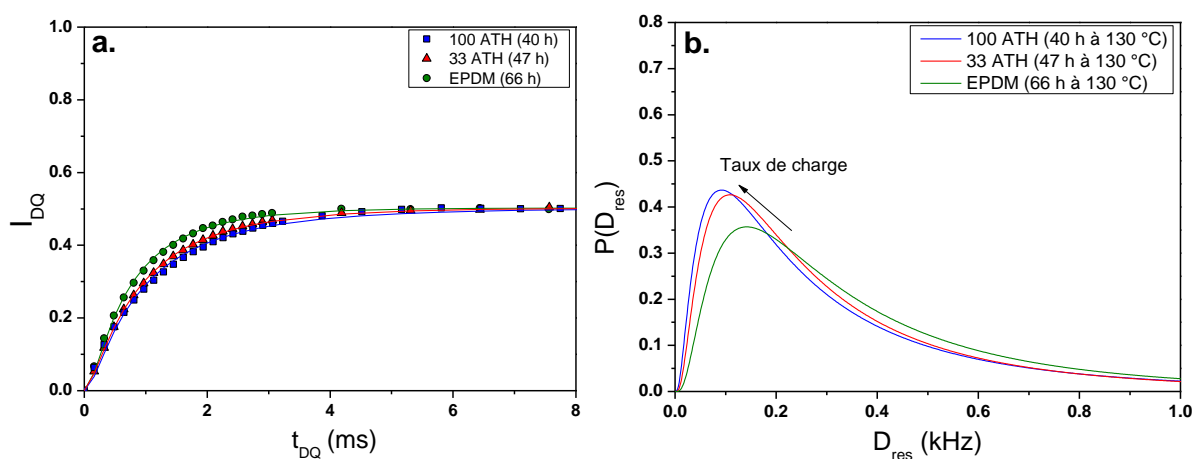 a.
100 ATH (40 h)
33 ATH (47 h)
EPDM (66 h)
1.0
0.8
0.6
0.4
0.2
0.0
I_DQ
0 2 4 6 8
t_DQ (ms)
b.
100 ATH (40 h à 130 °C)
33 ATH (47 h à 130 °C)
EPDM (66 h à 130 °C)
Taux de charge
0.8
0.7
0.6
0.5
0.4
0.3
0.2
0.1
0.0
P(D_res)
0.0 0.2 0.4 0.6 0.8 1.0
D_res (kHz)